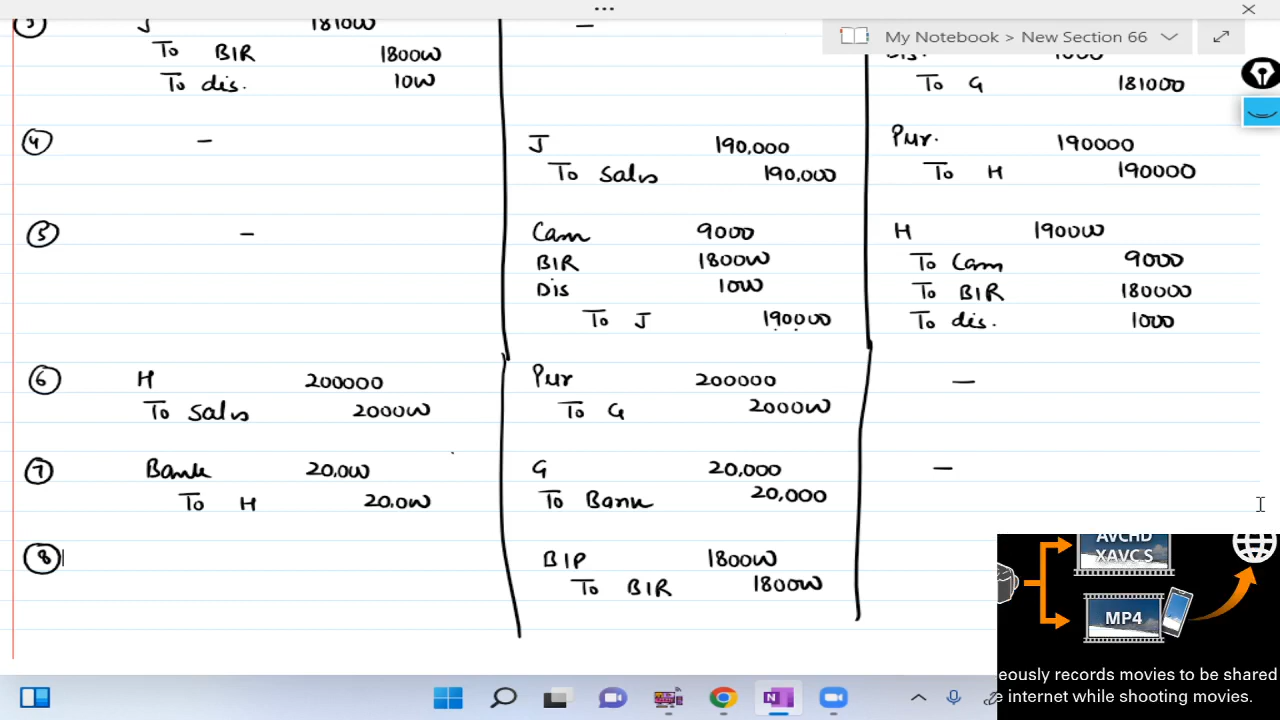 My Notebook > New Section 66
③ J 1810W
To BIR 1800W
To dis. 10W
—
To G 181000
④ —
J 190,000
To Sales 190,000
Pur. 190000
To H 190000
⑤ —
Cam 9000
BIR 1800W
Dis 10W
To J 190000
H 1900W
To Cam 9000
To BIR 180000
To dis. 1000
⑥ H 200000
To Sales 2000W
Pur 200000
To G 2000W
—
⑦ Bank 20,0W
To H 20,0W
G 20,000
To Bank 20,000
—
⑧
BIP 1800W
To BIR 1800W
AVCHD
XAVC S
MP4
eously records movies to be shared
e internet while shooting movies.